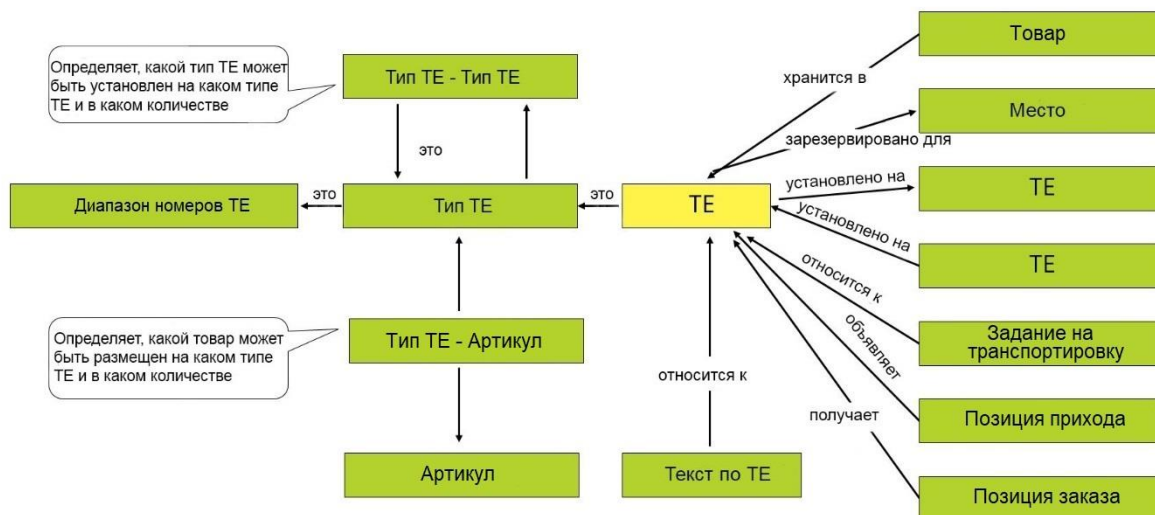 Определяет, какой тип ТЕ может
быть установлен на каком типе
ТЕ и в каком количестве
Тип ТЕ - Тип ТЕ
это
Диапазон номеров ТЕ
это
Тип ТЕ
это
ТЕ
Товар
хранится в
Место
зарезервировано для
установлено на
ТЕ
установлено на
ТЕ
относится к
Задание на
транспортировку
объявляет
Позиция прихода
получает
Позиция заказа
Определяет, какой товар может
быть размещен на каком типе
ТЕ и в каком количестве
Тип ТЕ - Артикул
относится к
Артикул
Текст по ТЕ